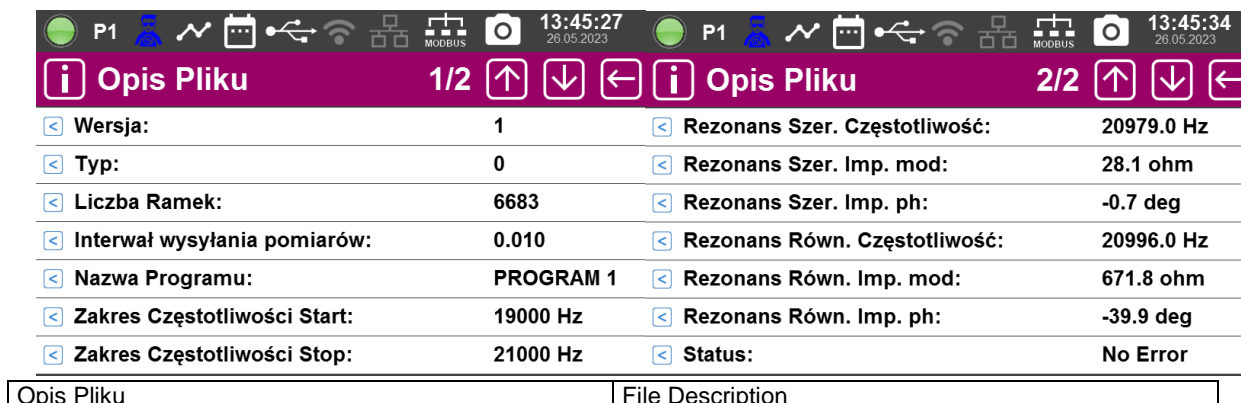 P1 MODBUS 13:45:27
26.05.2023
i Opis Pliku 1/2
< Wersja: 1
< Typ: 0
< Liczba Ramek: 6683
< Interwał wysyłania pomiarów: 0.010
< Nazwa Programu: PROGRAM 1
< Zakres Częstotliwości Start: 19000 Hz
< Zakres Częstotliwości Stop: 21000 Hz
P1 MODBUS 13:45:34
26.05.2023
i Opis Pliku 2/2
< Rezonans Szer. Częstotliwość: 20979.0 Hz
< Rezonans Szer. Imp. mod: 28.1 ohm
< Rezonans Szer. Imp. ph: -0.7 deg
< Rezonans Równ. Częstotliwość: 20996.0 Hz
< Rezonans Równ. Imp. mod: 671.8 ohm
< Rezonans Równ. Imp. ph: -39.9 deg
< Status: No Error
Opis Pliku File Description